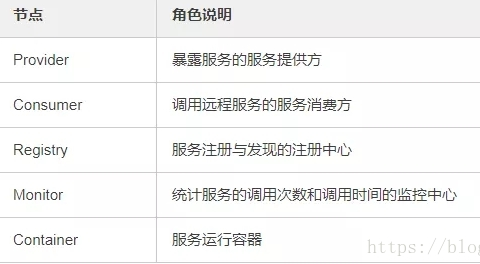 节点 角色说明
Provider 暴露服务的服务提供方
Consumer 调用远程服务的服务消费方
Registry 服务注册与发现的注册中心
Monitor 统计服务的调用次数和调用时间的监控中心
Container 服务运行容器
https://blog